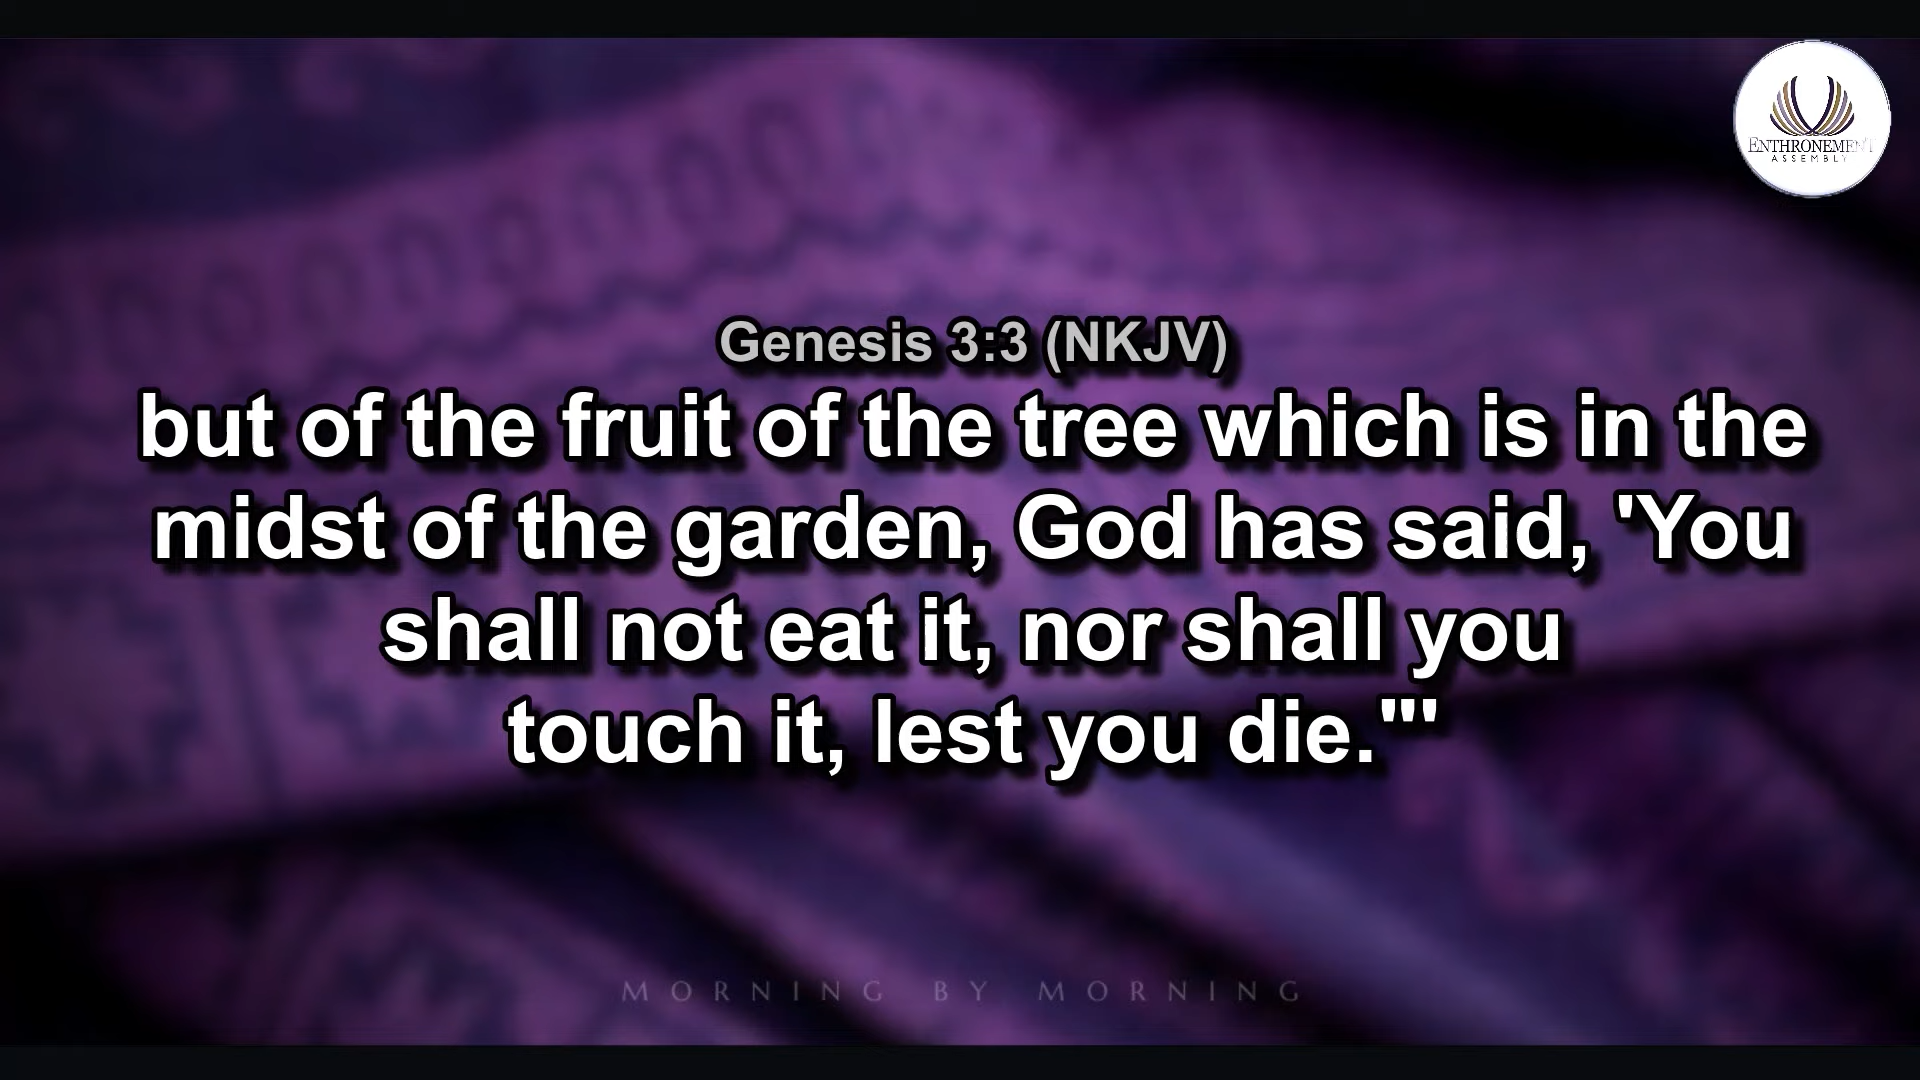 ENTHRONEMENT
ASSEMBLY
Genesis 3:3 (NKJV)
but of the fruit of the tree which is in the
midst of the garden, God has said, 'You
shall not eat it, nor shall you
touch it, lest you die."'
MORNING BY MORNING